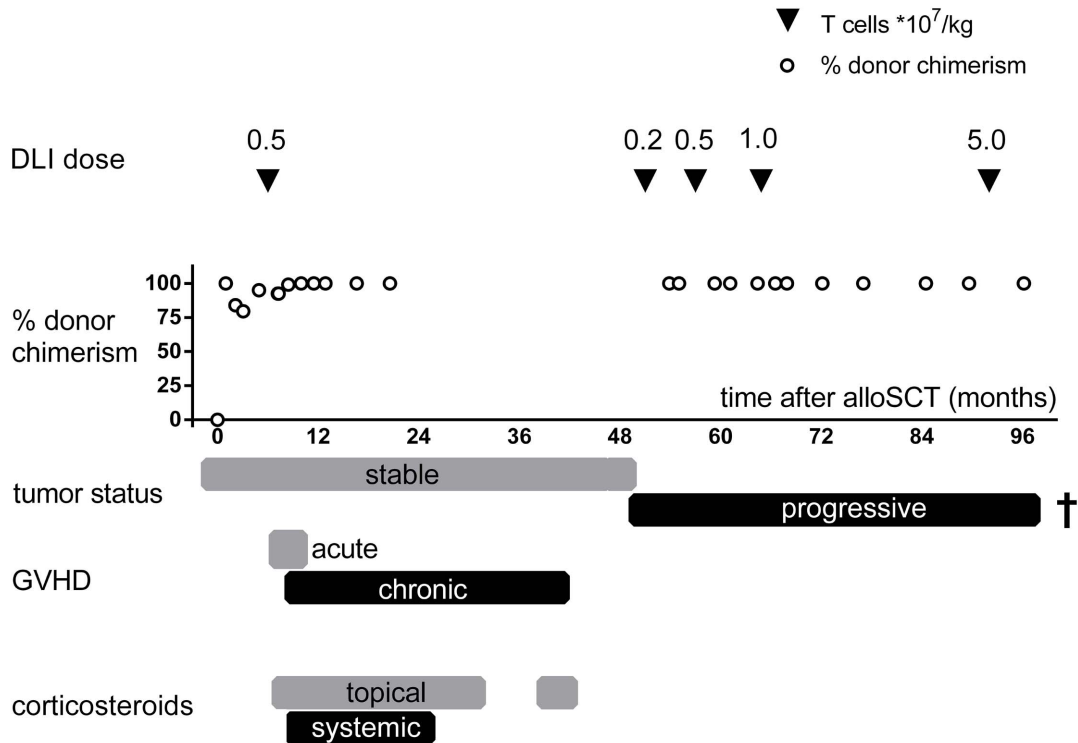 T cells *10⁷/kg
% donor chimerism
0.5 0.2 0.5 1.0 5.0
DLI dose
100
75
% donor
chimerism
50
25
time after alloSCT (months)
0
0 12 24 36 48 60 72 84 96
stable
tumor status
progressive †
acute
GVHD
chronic
topical
corticosteroids
systemic